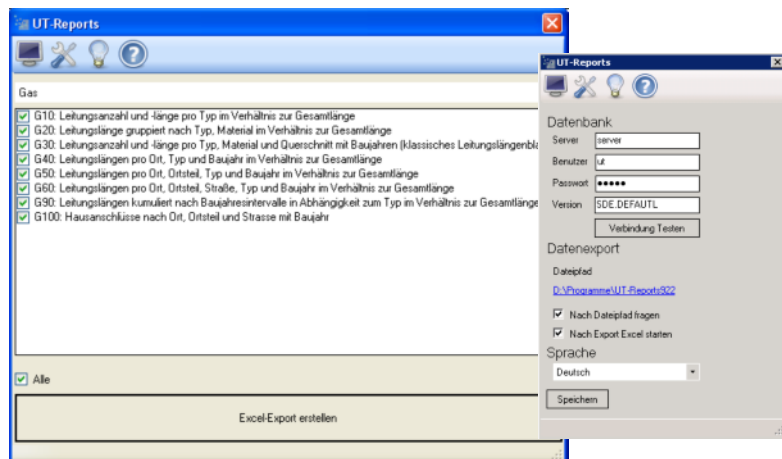 UT-Reports
Gas
G10: Leitungsanzahl und -länge pro Typ im Verhältnis zur Gesamtlänge
G20: Leitungslänge gruppiert nach Typ, Material im Verhältnis zur Gesamtlänge
G30: Leitungsanzahl und -länge pro Typ, Material und Querschnitt mit Baujahren (klassisches Leitungslängenbla
G40: Leitungslängen pro Ort, Typ und Baujahr im Verhältnis zur Gesamtlänge
G50: Leitungslängen pro Ort, Ortsteil, Typ und Baujahr im Verhältnis zur Gesamtlänge
G60: Leitungslängen pro Ort, Ortsteil, Straße, Typ und Baujahr im Verhältnis zur Gesamtlänge
G90: Leitungslängen kumuliert nach Baujahresintervalle in Abhängigkeit zum Typ im Verhältnis zur Gesamtlänge
G100: Hausanschlüsse nach Ort, Ortsteil und Strasse mit Baujahr
Alle
Excel-Export erstellen
UT-Reports
Datenbank
Server server
Benutzer ut
Passwort •••••
Version SDE.DEFAUTL
Verbindung Testen
Datenexport
Dateipfad
D:\Programme\UT-Reports922
Nach Dateipfad fragen
Nach Export Excel starten
Sprache
Deutsch
Speichern